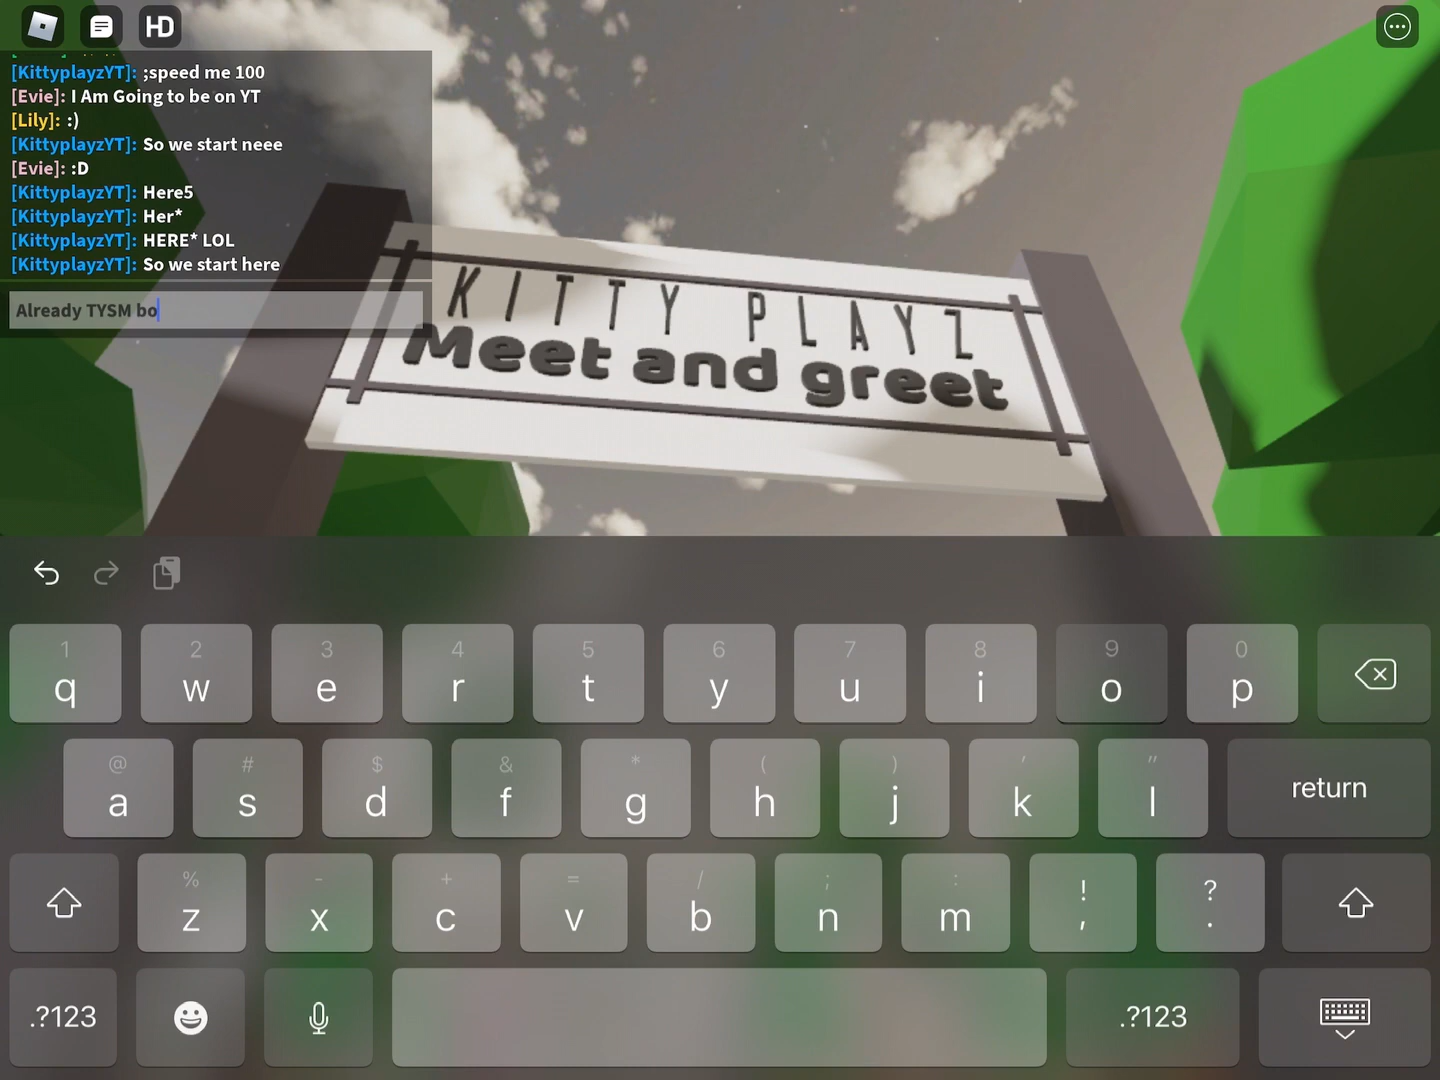 HD
[KittyplayzYT]: ;speed me 100
[Evie]: I Am Going to be on YT
[Lily]: :)
[KittyplayzYT]: So we start neee
[Evie]: :D
[KittyplayzYT]: Here5
[KittyplayzYT]: Her*
[KittyplayzYT]: HERE* LOL
[KittyplayzYT]: So we start here
Already TYSM bo
KITTY PLAYZ
Meet and greet
1 2 3 4 5 6 7 8 9 0
q w e r t y u i o p
@ # $ & * ( ) ' "
a s d f g h j k l return
% - + = / ; : ! ?
z x c v b n m , .
.?123 .?123